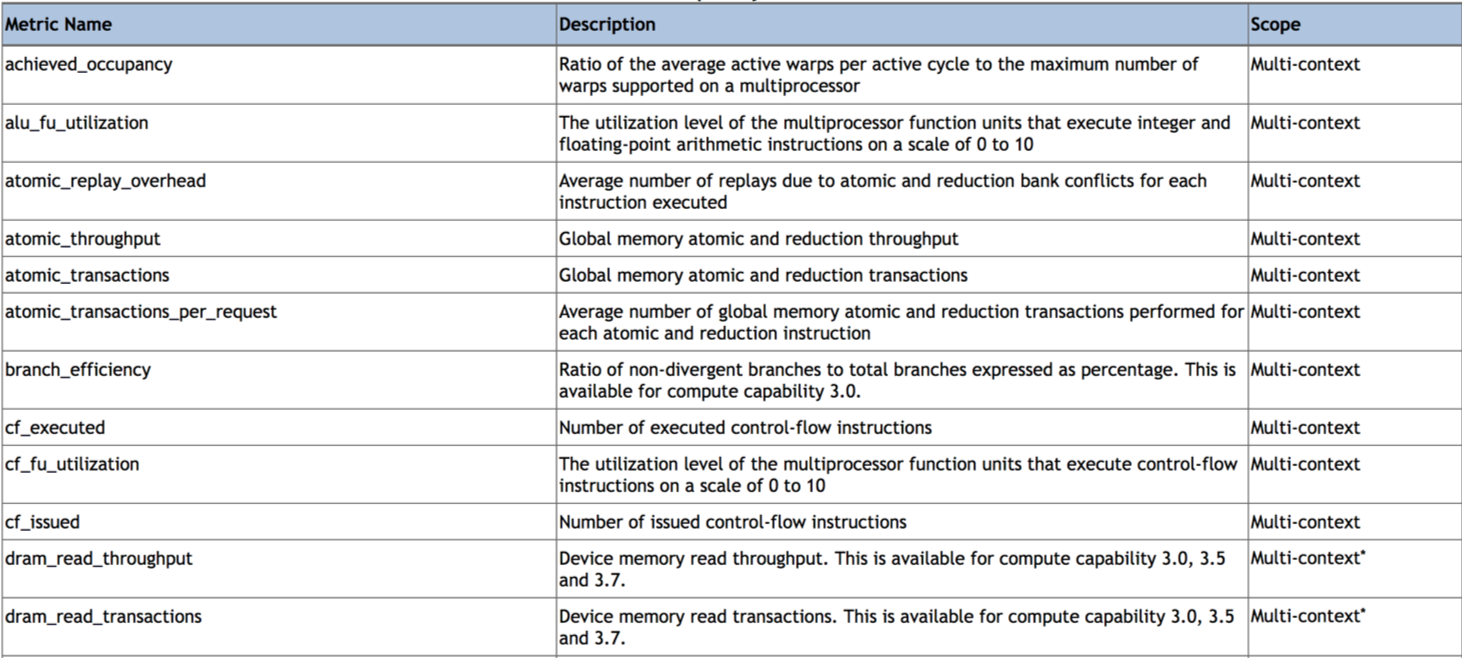 Metric Name Description Scope
achieved_occupancy Ratio of the average active warps per active cycle to the maximum number of Multi-context
warps supported on a multiprocessor
alu_fu_utilization The utilization level of the multiprocessor function units that execute integer and Multi-context
floating-point arithmetic instructions on a scale of 0 to 10
atomic_replay_overhead Average number of replays due to atomic and reduction bank conflicts for each Multi-context
instruction executed
atomic_throughput Global memory atomic and reduction throughput Multi-context
atomic_transactions Global memory atomic and reduction transactions Multi-context
atomic_transactions_per_request Average number of global memory atomic and reduction transactions performed for Multi-context
each atomic and reduction instruction
branch_efficiency Ratio of non-divergent branches to total branches expressed as percentage. This is Multi-context
available for compute capability 3.0.
cf_executed Number of executed control-flow instructions Multi-context
cf_fu_utilization The utilization level of the multiprocessor function units that execute control-flow Multi-context
instructions on a scale of 0 to 10
cf_issued Number of issued control-flow instructions Multi-context
dram_read_throughput Device memory read throughput. This is available for compute capability 3.0, 3.5 Multi-context*
and 3.7.
dram_read_transactions Device memory read transactions. This is available for compute capability 3.0, 3.5 Multi-context*
and 3.7.